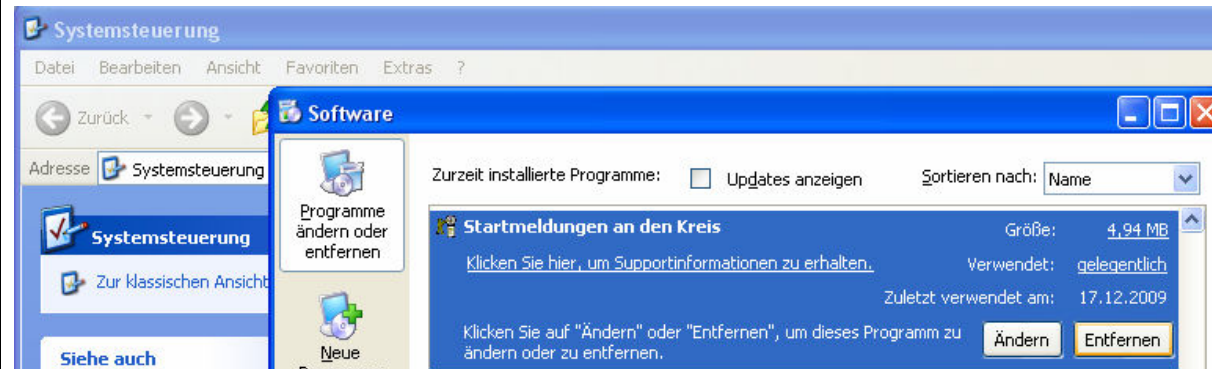 Systemsteuerung
Datei Bearbeiten Ansicht Favoriten Extras ?
Zurück
Adresse Systemsteuerung
Systemsteuerung
Zur klassischen Ansicht
Siehe auch
Software
Programme
ändern oder
entfernen
Neue
Zurzeit installierte Programme: Updates anzeigen Sortieren nach: Name
Startmeldungen an den Kreis Größe: 4,94 MB
Klicken Sie hier, um Supportinformationen zu erhalten. Verwendet: gelegentlich
Zuletzt verwendet am: 17.12.2009
Klicken Sie auf "Ändern" oder "Entfernen", um dieses Programm zu
ändern oder zu entfernen.
Ändern Entfernen